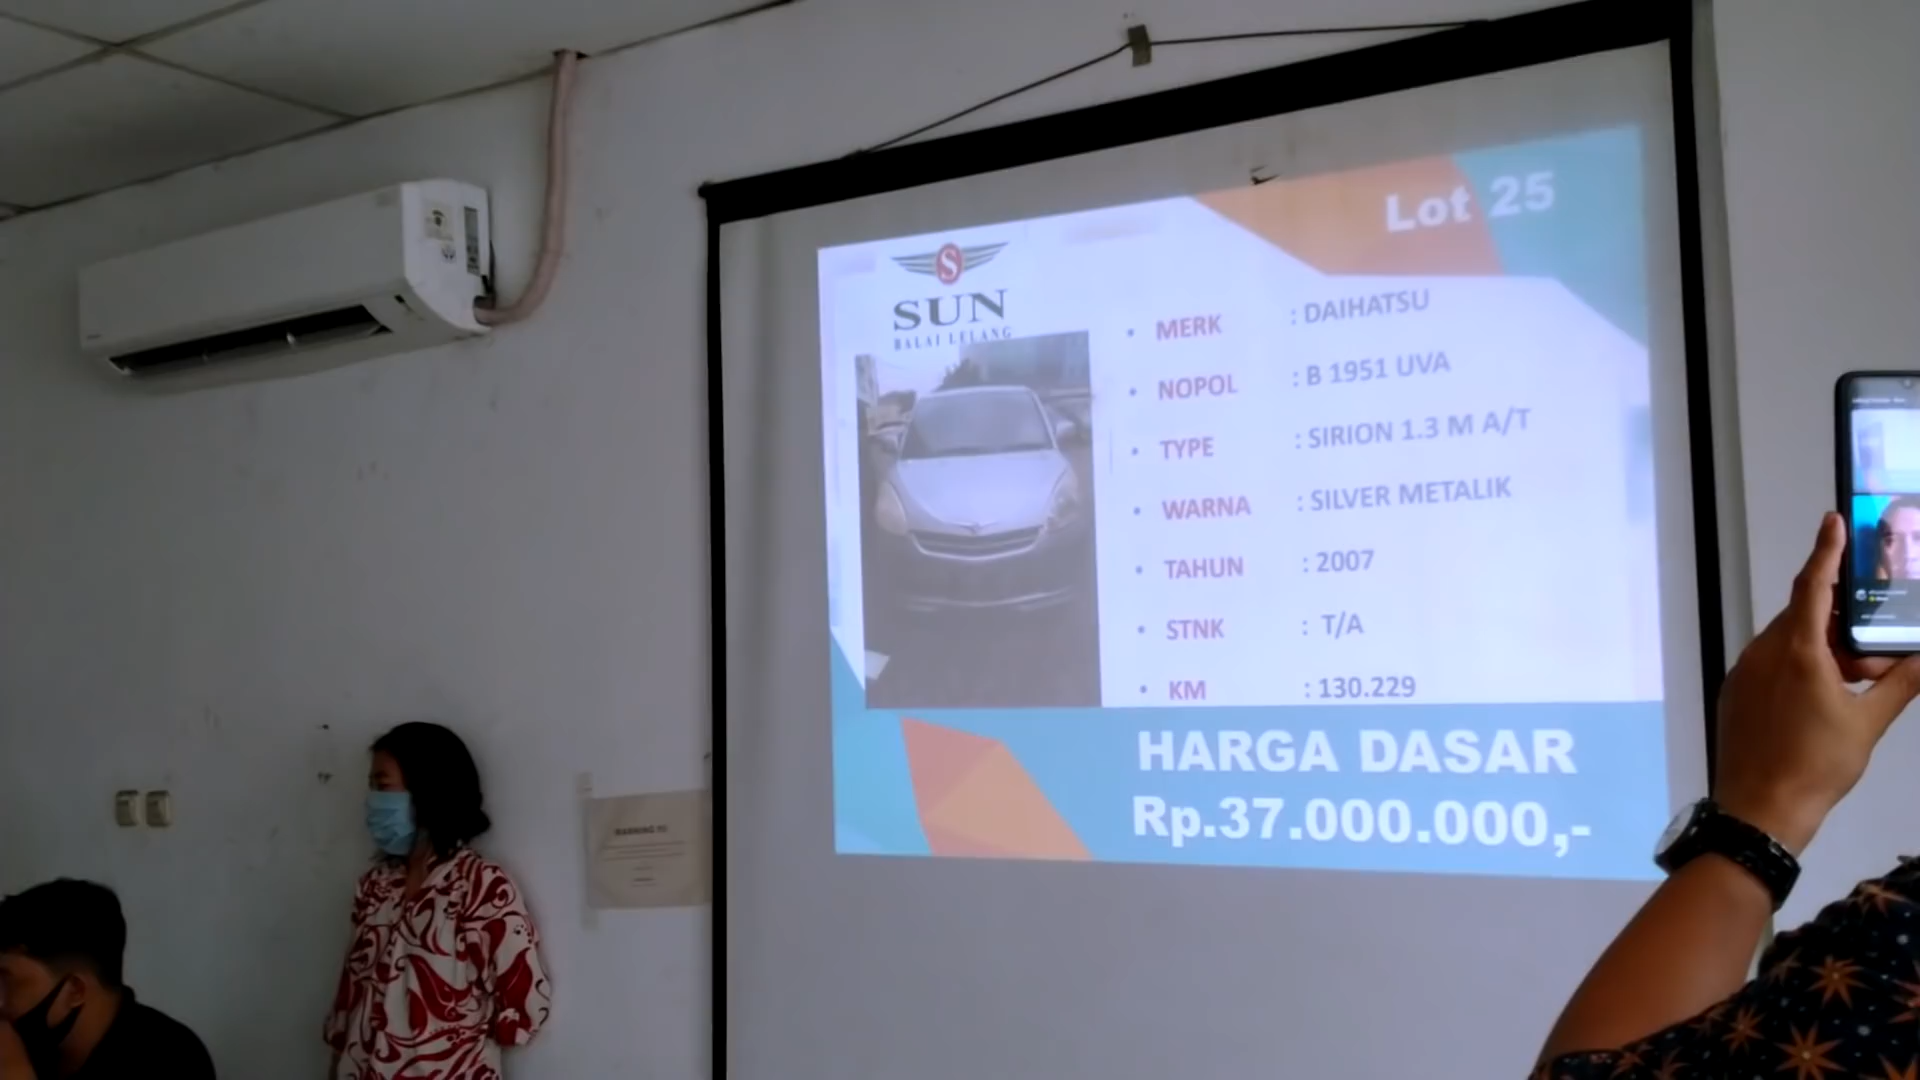 Lot 25
S
SUN
BALAI LELANG
• MERK : DAIHATSU
• NOPOL : B 1951 UVA
• TYPE : SIRION 1.3 M A/T
• WARNA : SILVER METALIK
• TAHUN : 2007
• STNK : T/A
• KM : 130.229
HARGA DASAR
Rp.37.000.000,-